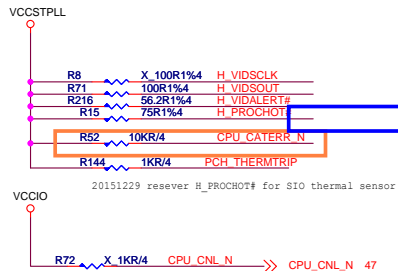 VCCSTPLL
R8 X_100R1%4 H_VIDSCLK
R71 100R1%4 H_VIDSOUT
R216 56.2R1%4 H_VIDALERT#
R15 75R1%4 H_PROCHOT#
R52 10KR/4 CPU_CATERR_N
R144 1KR/4 PCH_THERMTRIP
20151229 resever H_PROCHOT# for SIO thermal sensor
VCCIO
R72 X_1KR/4 CPU_CNL_N CPU_CNL_N 47